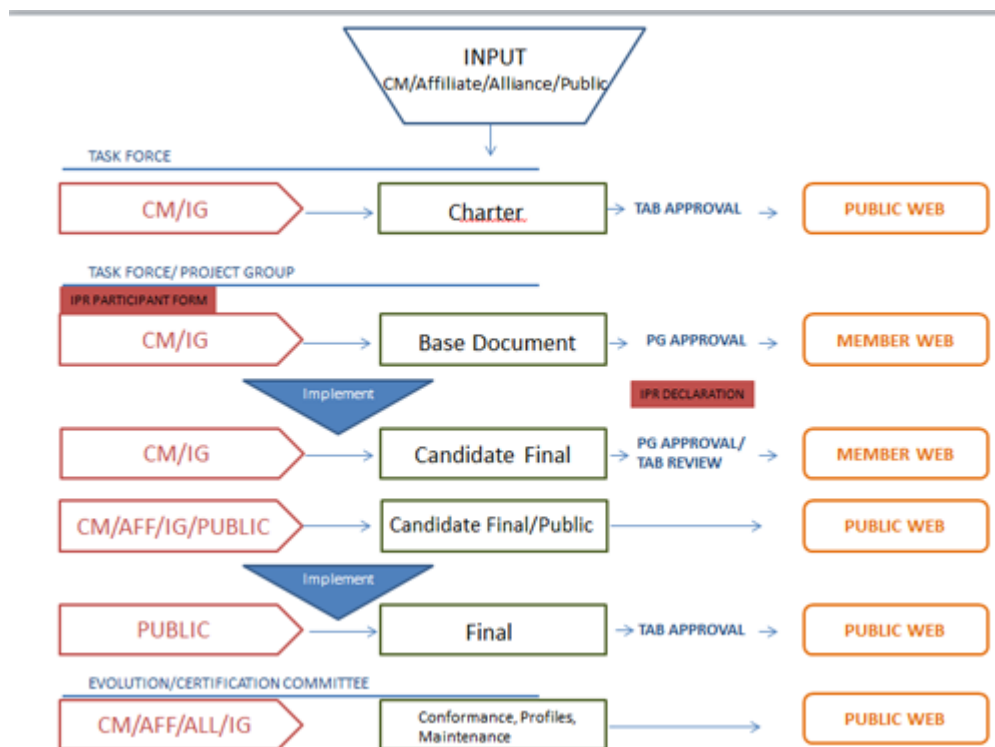 INPUT
CM/Affiliate/Alliance/Public
TASK FORCE
CM/IG
Charter
TAB APPROVAL
PUBLIC WEB
TASK FORCE/ PROJECT GROUP
IPR PARTICIPANT FORM
CM/IG
Base Document
PG APPROVAL
MEMBER WEB
Implement
IPR DECLARATION
CM/IG
Candidate Final
PG APPROVAL/
TAB REVIEW
MEMBER WEB
CM/AFF/IG/PUBLIC
Candidate Final/Public
PUBLIC WEB
Implement
PUBLIC
Final
TAB APPROVAL
PUBLIC WEB
EVOLUTION/CERTIFICATION COMMITTEE
CM/AFF/ALL/IG
Conformance, Profiles,
Maintenance
PUBLIC WEB